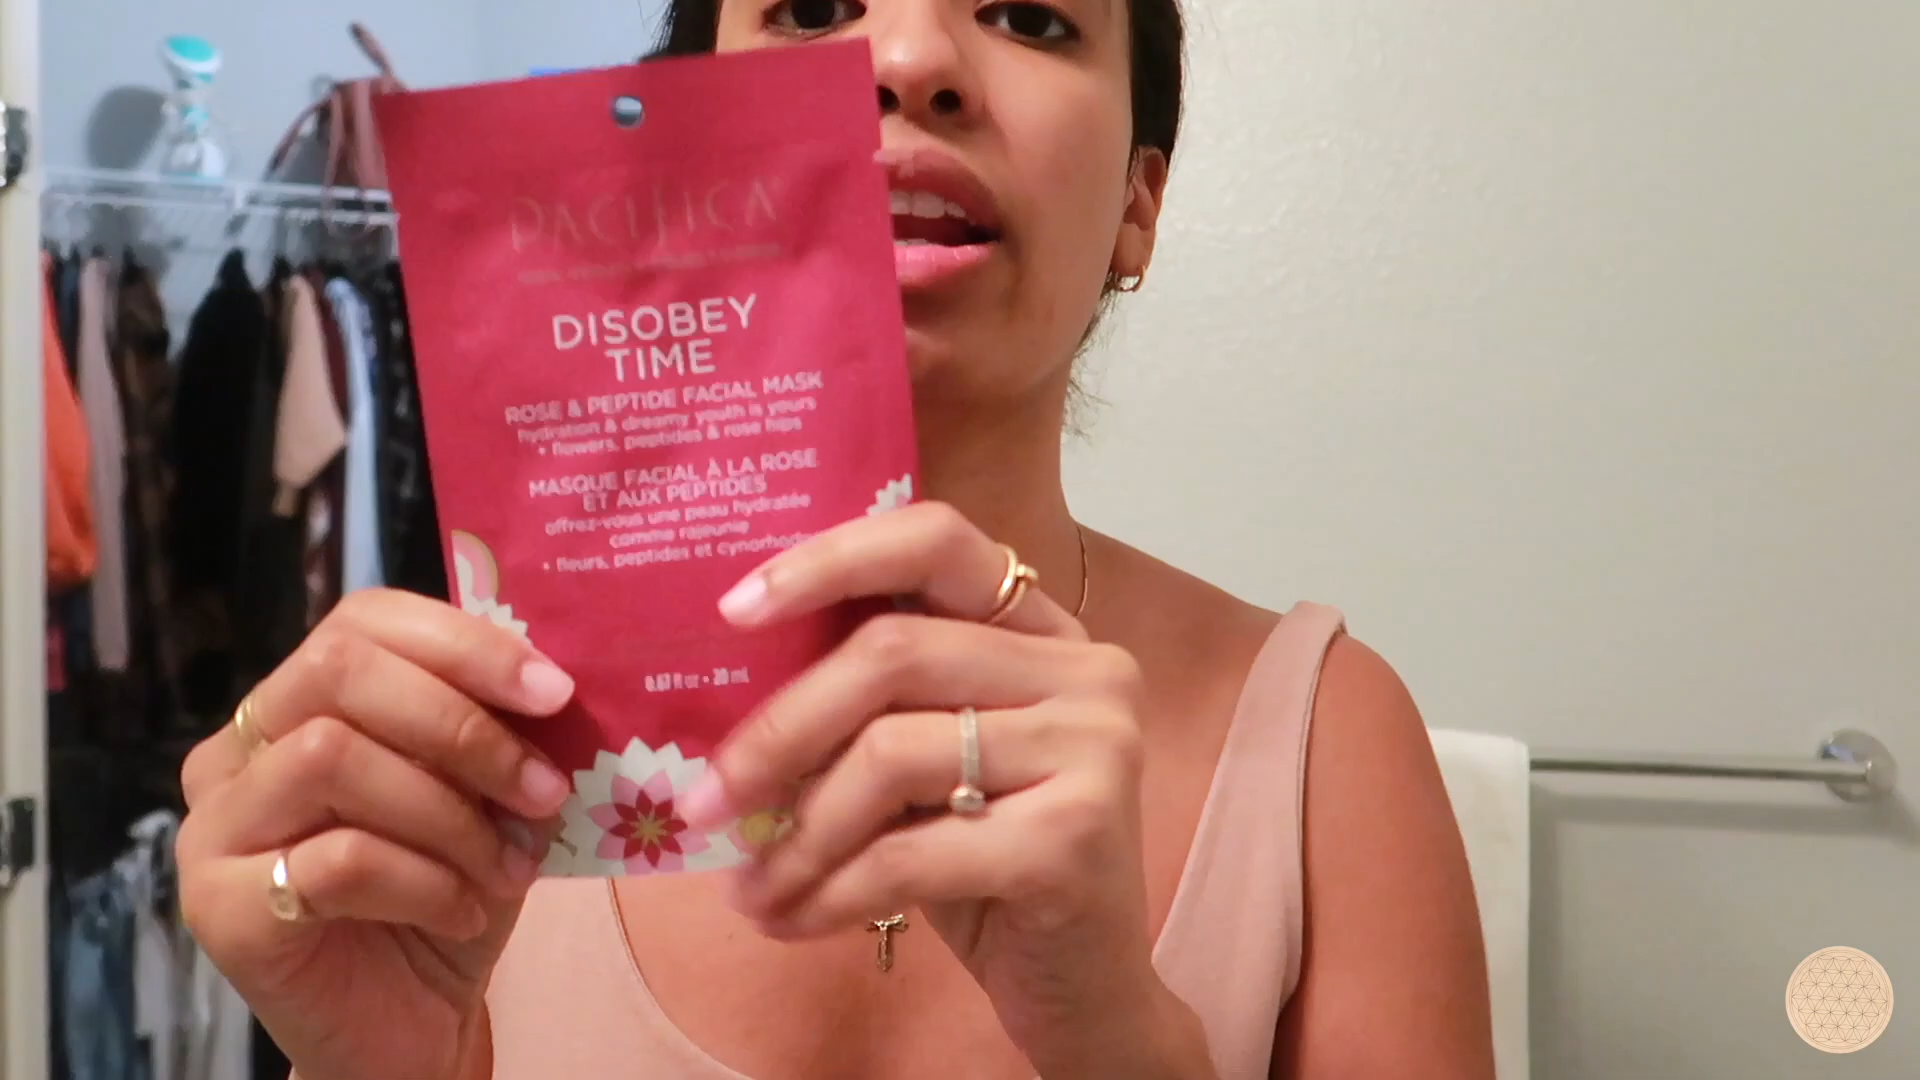 PACIFICA
DISOBEY
TIME
ROSE & PEPTIDE FACIAL MASK
hydration & dreamy youth is yours
• flowers, peptides & rose hips
MASQUE FACIAL À LA ROSE
ET AUX PEPTIDES
offrez-vous une peau hydratée
comme rajeunie
• fleurs, peptides et
0.67 fl oz • 20 mL